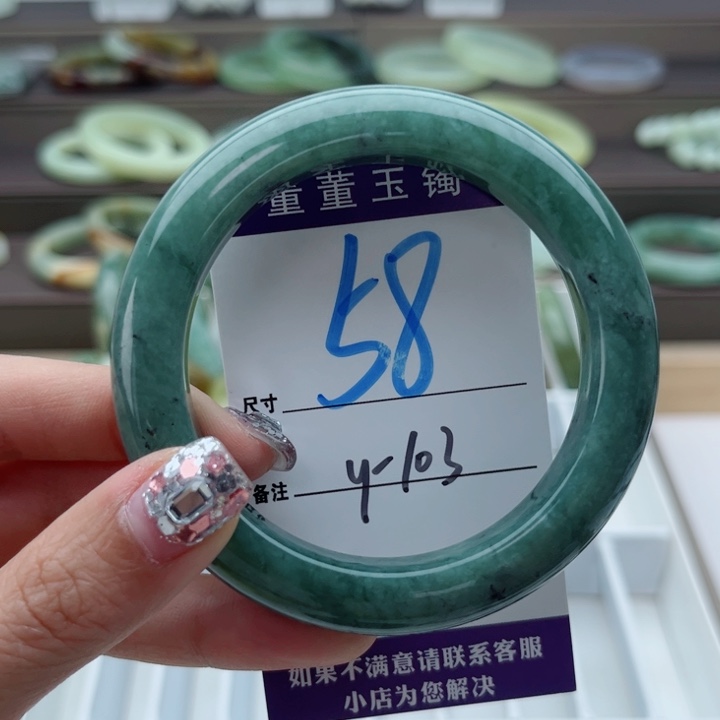 董董玉镯
58
尺寸
y-103
备注
如果不满意请联系客服
小店为您解决